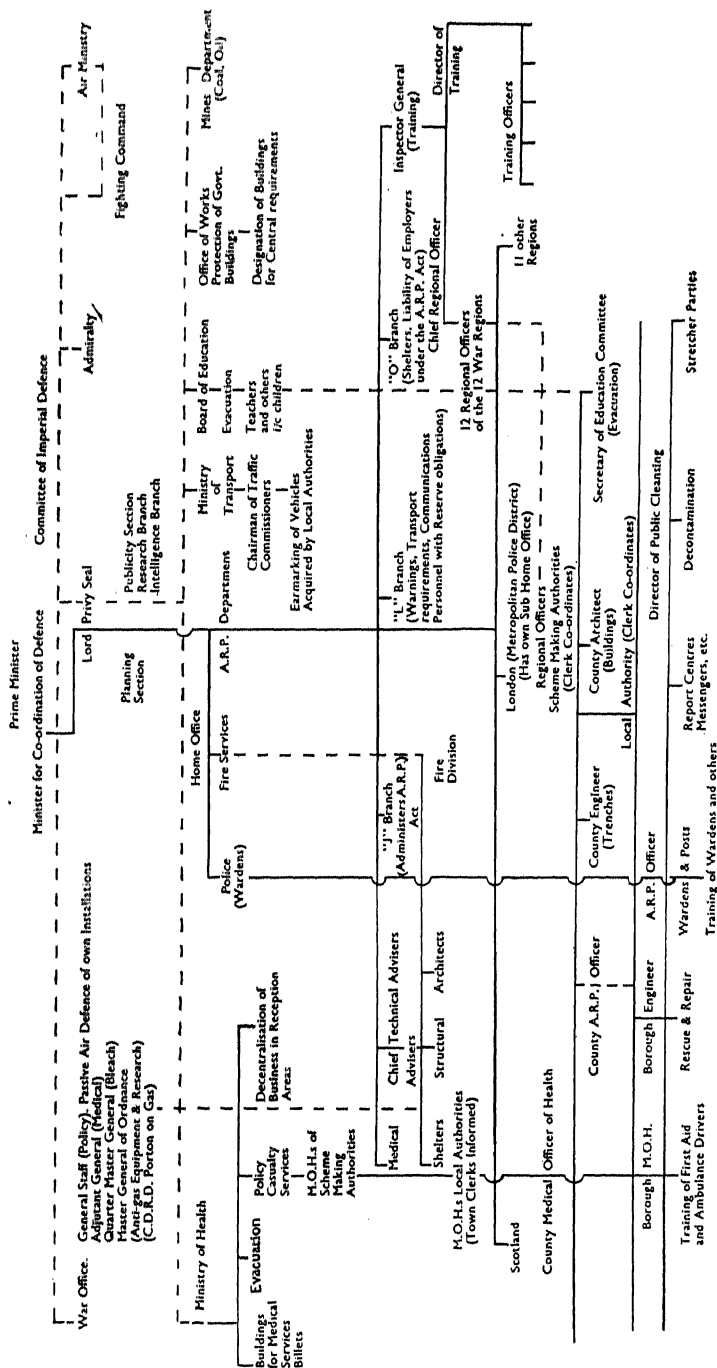 Prime Minister
Minister for Co-ordination of Defence
Committee of Imperial Defence
War Office.
General Staff (Policy). Passive Air Defence of own Installations
Adjutant General (Medical)
Quarter Master General (Bleach)
Master General of Ordnance
(Anti-gas Equipment & Research)
(C.D.R.D. Porton on Gas)
Lord Privy Seal
Planning
Section
Publicity Section
Research Branch
Intelligence Branch
Admiralty
Air Ministry
Fighting Command
Ministry of Health
Buildings
for Medical
Services
Billets
Evacuation
Policy
Casualty
Services
M.O.H.s of
Scheme
Making
Authorities
Decentralisation of
Business in Reception
Areas
Home Office
Police
(Wardens)
Fire Services
A.R.P. Department
Ministry
of
Transport
Chairman of Traffic
Commissioners
Earmarking of Vehicles
Acquired by Local Authorities
Board of Education
Evacuation
Teachers
and others
i/c children
Office of Works
Protection of Govt.
Buildings
Designation of Buildings
for Central requirements
Mines Department
(Coal, Oil)
Medical
Chief Technical Advisers
Advisers
Shelters
Structural
Architects
"J" Branch
(Administers A.R.P.)
Act
Fire
Division
"L" Branch
(Warnings, Transport
requirements, Communications
Personnel with Reserve obligations)
"O" Branch
(Shelters, Liability of Employers
under the A.R.P. Act)
Chief Regional Officer
Inspector General
(Training)
Director of
Training
Training Officers
M.O.H.s Local Authorities
(Town Clerks Informed)
12 Regional Officers
of the 12 War Regions
Scotland
London (Metropolitan Police District)
(Has own Sub Home Office)
Regional Officers
Scheme Making Authorities
(Clerk Co-ordinates)
11 other
Regions
County Medical Officer of Health
County A.R.P. Officer
County Engineer
(Trenches)
County Architect
(Buildings)
Secretary of Education Committee
(Evacuation)
Local Authority (Clerk Co-ordinates)
Borough M.O.H.
Borough Engineer
A.R.P. Officer
Director of Public Cleansing
Training of First Aid
and Ambulance Drivers
Rescue & Repair
Wardens & Posts
Report Centres
Messengers, etc.
Decontamination
Stretcher Parties
Training of Wardens and others